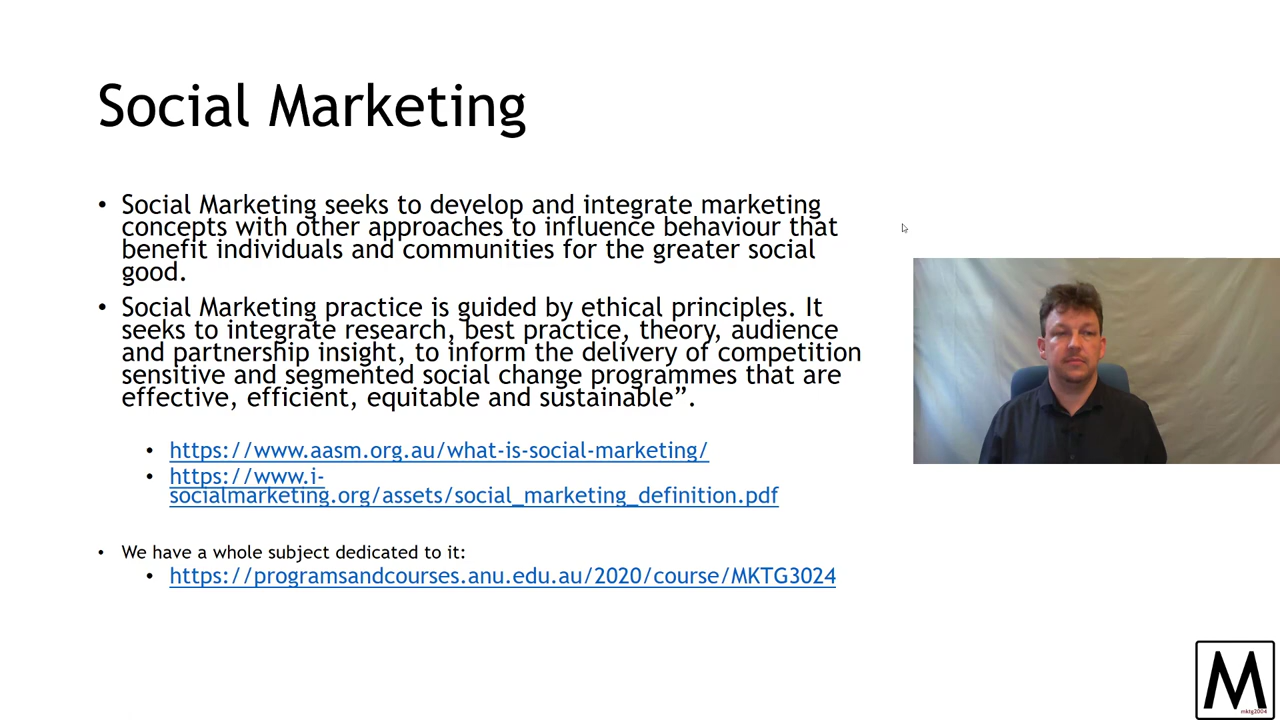 Social Marketing
• Social Marketing seeks to develop and integrate marketing
concepts with other approaches to influence behaviour that
benefit individuals and communities for the greater social
good.
• Social Marketing practice is guided by ethical principles. It
seeks to integrate research, best practice, theory, audience
and partnership insight, to inform the delivery of competition
sensitive and segmented social change programmes that are
effective, efficient, equitable and sustainable”.
• https://www.aasm.org.au/what-is-social-marketing/
• https://www.i-
socialmarketing.org/assets/social_marketing_definition.pdf
• We have a whole subject dedicated to it:
• https://programsandcourses.anu.edu.au/2020/course/MKTG3024
M
mktg2004